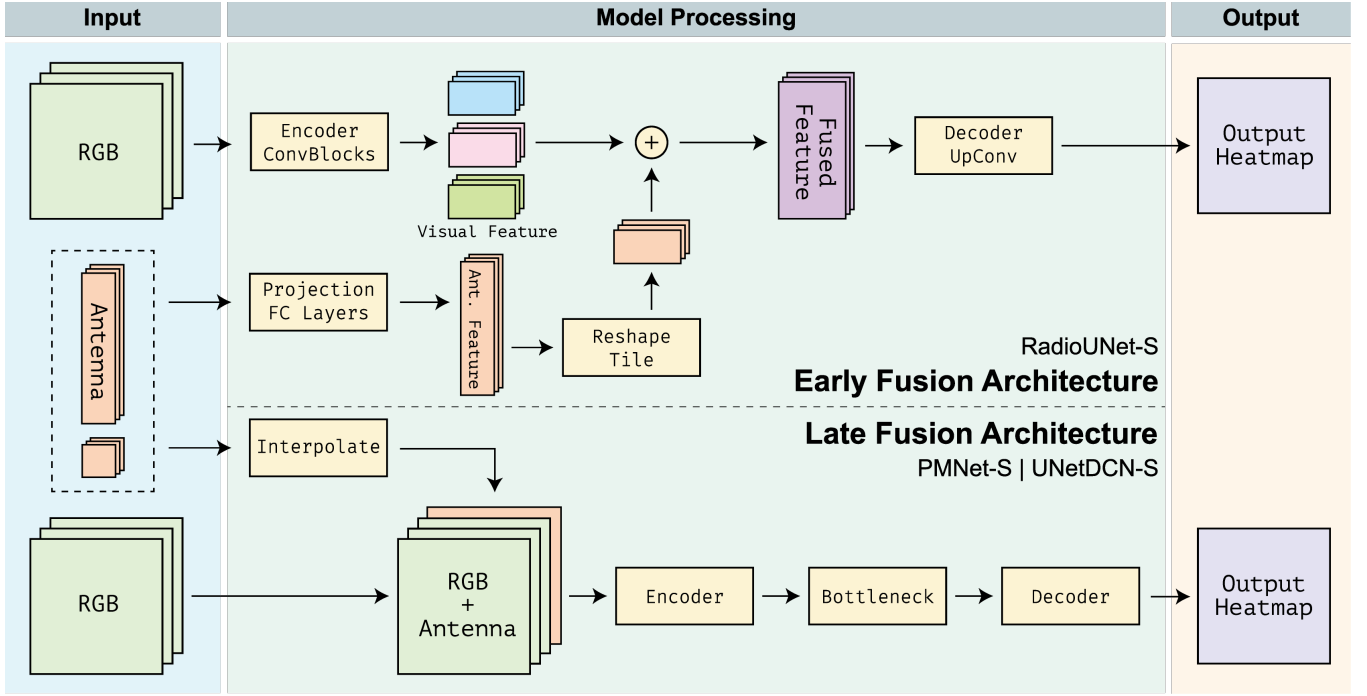 Input
Model Processing
Output
RGB
Encoder
ConvBlocks
Visual Feature
+
Fused
Feature
Decoder
UpConv
Output
Heatmap
Antenna
Projection
FC Layers
Ant. Feature
Reshape
Tile
RadioUNet-S
Early Fusion Architecture
Late Fusion Architecture
PMNet-S | UNetDCN-S
Interpolate
RGB
RGB
+
Antenna
Encoder
Bottleneck
Decoder
Output
Heatmap